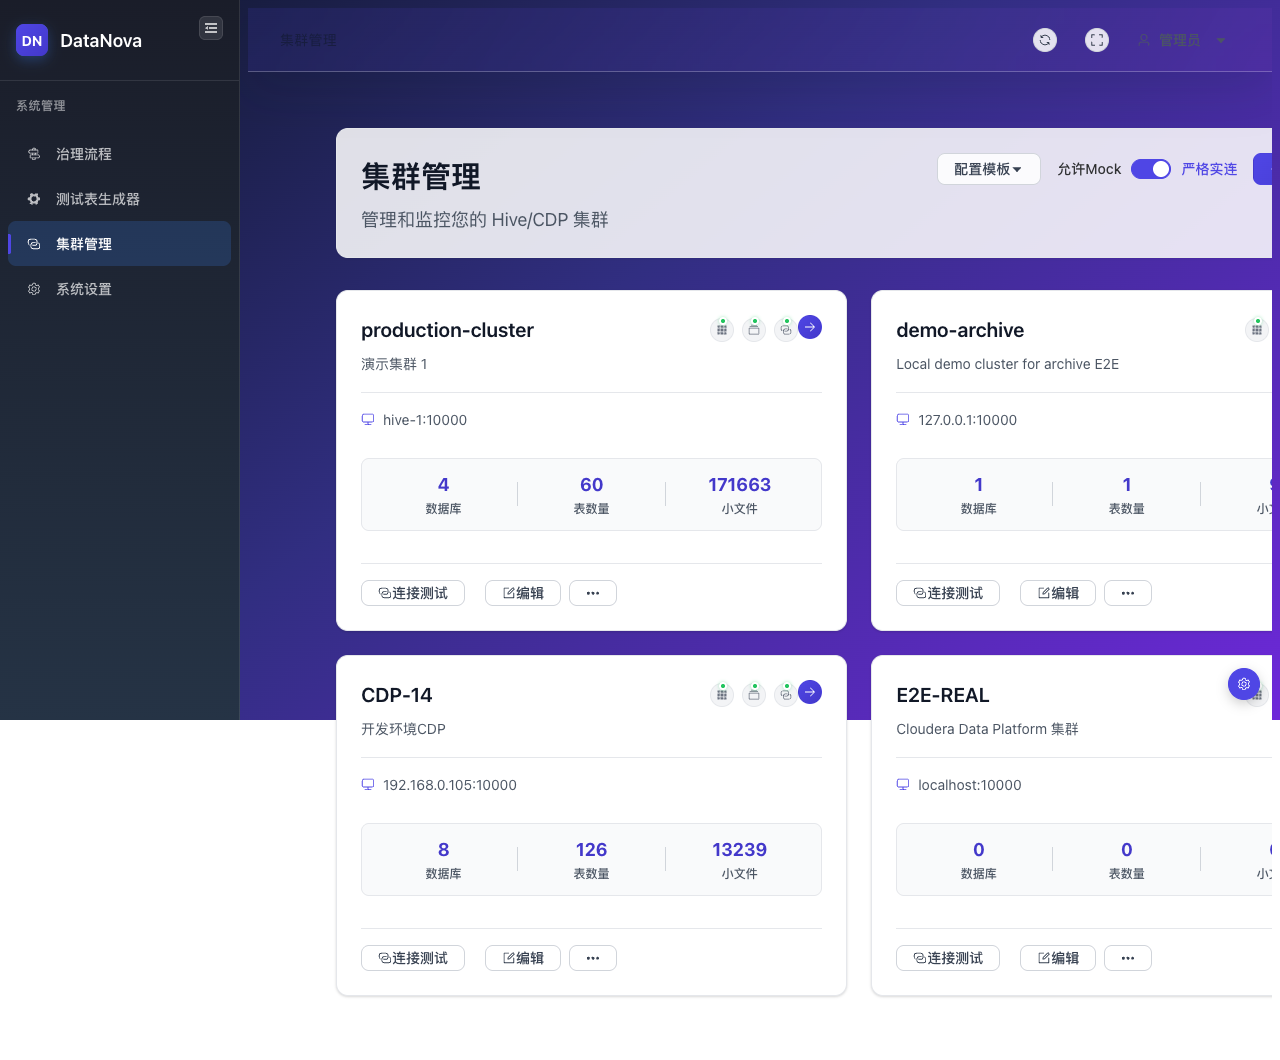 DN DataNova
系统管理
治理流程
测试表生成器
集群管理
系统设置
集群管理
管理员
集群管理
管理和监控您的 Hive/CDP 集群
配置模板
允许Mock
严格实连
production-cluster
演示集群 1
hive-1:10000
4 60 171663
数据库 表数量 小文件
连接测试 编辑
demo-archive
Local demo cluster for archive E2E
127.0.0.1:10000
1 1
数据库 表数量 小
连接测试 编辑
CDP-14
开发环境CDP
192.168.0.105:10000
8 126 13239
数据库 表数量 小文件
连接测试 编辑
E2E-REAL
Cloudera Data Platform 集群
localhost:10000
0 0
数据库 表数量 小
连接测试 编辑